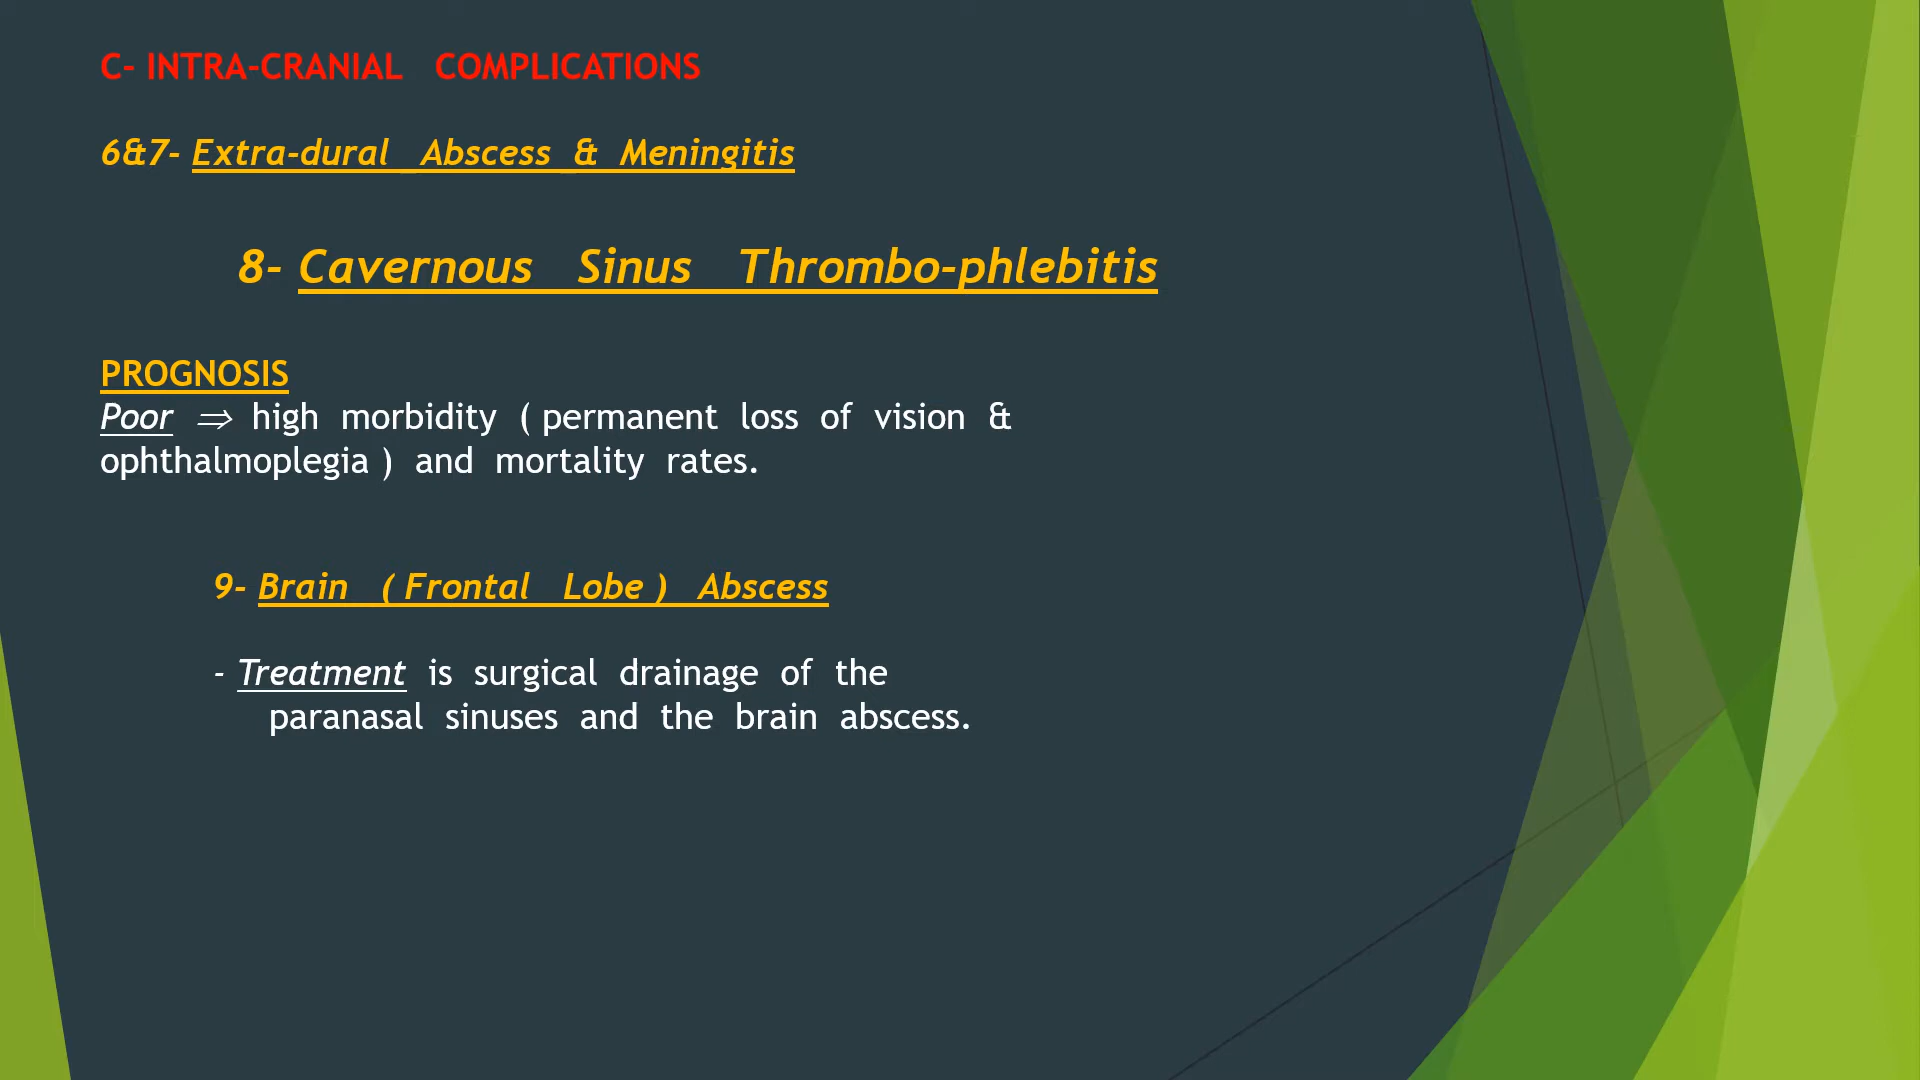 C- INTRA-CRANIAL COMPLICATIONS
6&7- Extra-dural Abscess & Meningitis
8- Cavernous Sinus Thrombo-phlebitis
PROGNOSIS
Poor ⇒ high morbidity ( permanent loss of vision &
ophthalmoplegia ) and mortality rates.
9- Brain ( Frontal Lobe ) Abscess
- Treatment is surgical drainage of the
paranasal sinuses and the brain abscess.